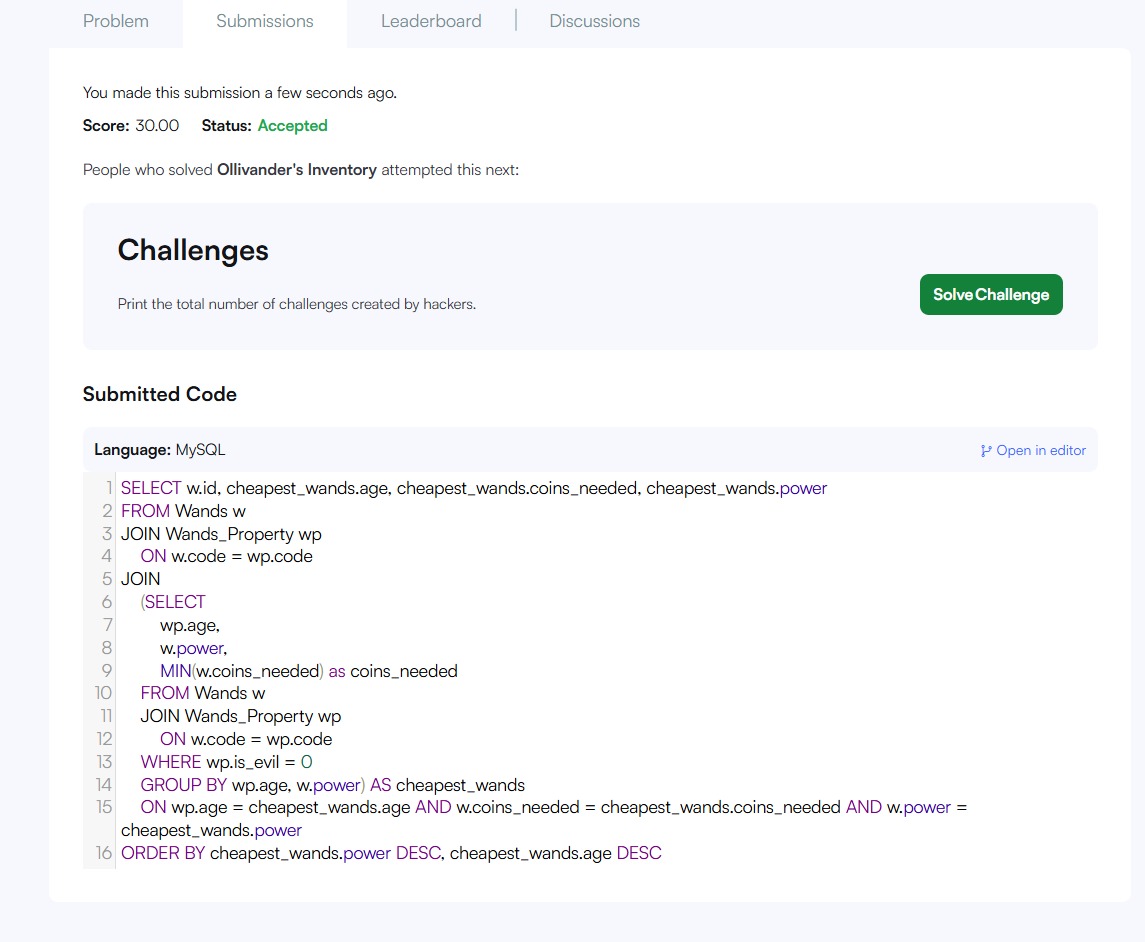 Problem Submissions Leaderboard | Discussions
You made this submission a few seconds ago.
Score: 30.00 Status: Accepted
People who solved Ollivander's Inventory attempted this next:
Challenges
Print the total number of challenges created by hackers.
Solve Challenge
Submitted Code
Language: MySQL Open in editor
1 SELECT w.id, cheapest_wands.age, cheapest_wands.coins_needed, cheapest_wands.power
2 FROM Wands w
3 JOIN Wands_Property wp
4 ON w.code = wp.code
5 JOIN
6 (SELECT
7 wp.age,
8 w.power,
9 MIN(w.coins_needed) as coins_needed
10 FROM Wands w
11 JOIN Wands_Property wp
12 ON w.code = wp.code
13 WHERE wp.is_evil = 0
14 GROUP BY wp.age, w.power) AS cheapest_wands
15 ON wp.age = cheapest_wands.age AND w.coins_needed = cheapest_wands.coins_needed AND w.power =
cheapest_wands.power
16 ORDER BY cheapest_wands.power DESC, cheapest_wands.age DESC